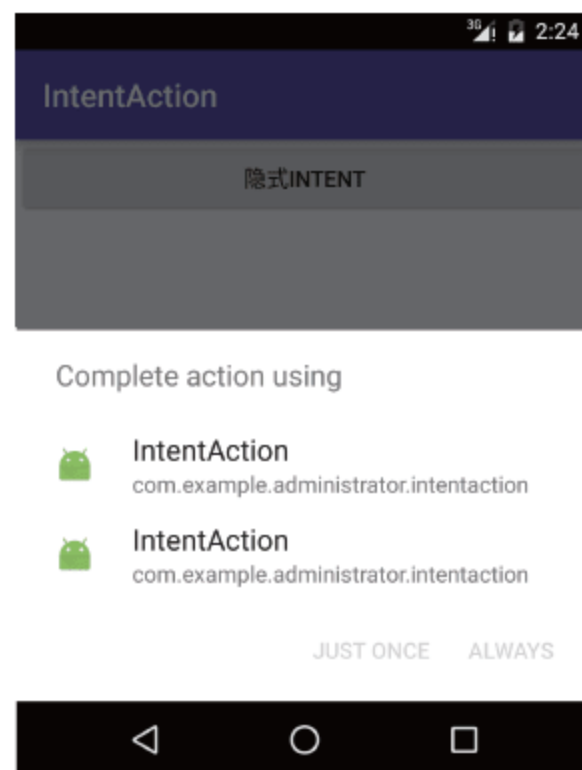 3G 2:24
IntentAction
隐式INTENT
Complete action using
IntentAction
com.example.administrator.intentaction
IntentAction
com.example.administrator.intentaction
JUST ONCE ALWAYS